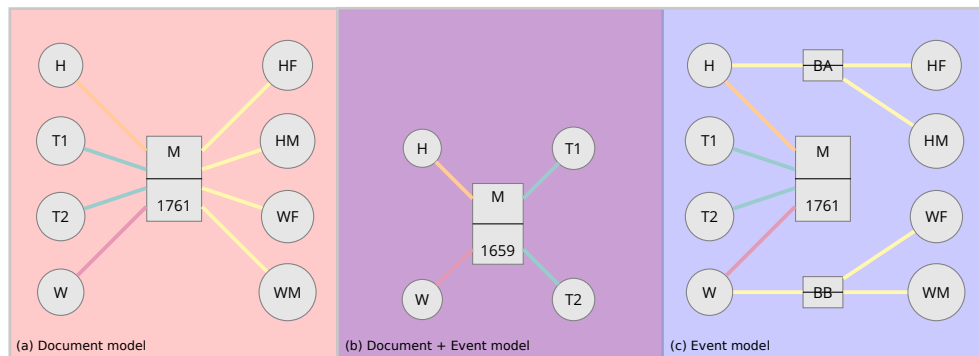 H
HF
T1
M
HM
T2
1761
WF
W
WM
(a) Document model
H
T1
M
1659
W
T2
(b) Document + Event model
H
BA
HF
T1
M
HM
T2
1761
WF
W
BB
WM
(c) Event model